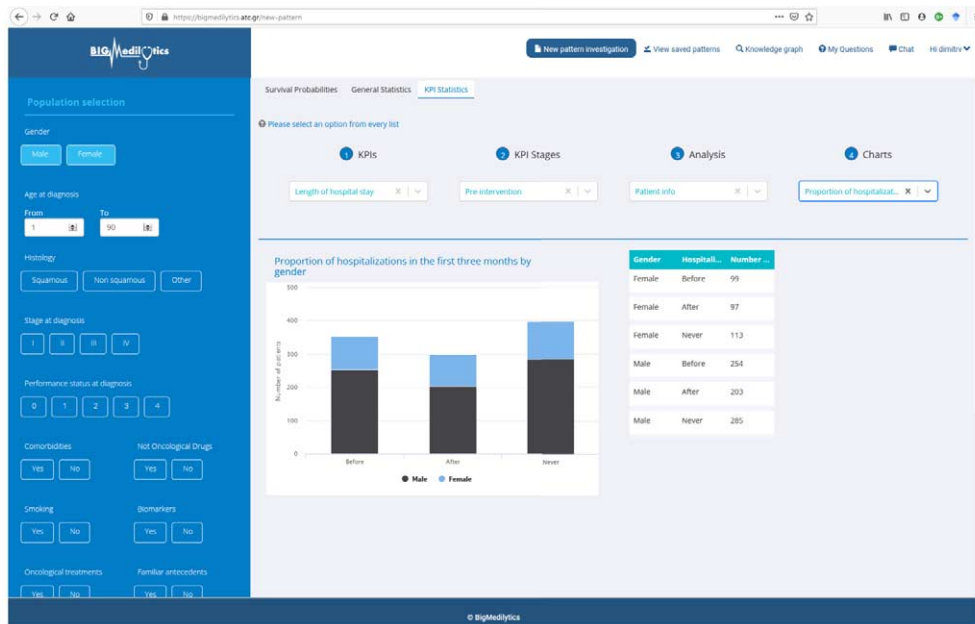 https://bigmedilytics.atc.gr/new-pattern
BIG Medilytics
New pattern investigation
View saved patterns
Knowledge graph
My Questions
Chat
Hi dimitrv
Population selection
Gender
Male Female
Age at diagnosis
From To
1 90
Histology
Squamous Non squamous Other
Stage at diagnosis
I II III IV
Performance status at diagnosis
0 1 2 3 4
Comorbidities Not Oncological Drugs
Yes No Yes No
Smoking Biomarkers
Yes No Yes No
Oncological treatments Familiar antecedents
Yes No Yes No
Survival Probabilities General Statistics KPI Statistics
Please select an option from every list
1 KPIs 2 KPI Stages 3 Analysis 4 Charts
Length of hospital stay Pre intervention Patient info Proportion of hospitalizat...
Proportion of hospitalizations in the first three months by
gender
Number of patients
500
400
300
200
100
0
Before After Never
Male Female
Gender Hospitali... Number ...
Female Before 99
Female After 97
Female Never 113
Male Before 254
Male After 203
Male Never 285
© BigMedilytics